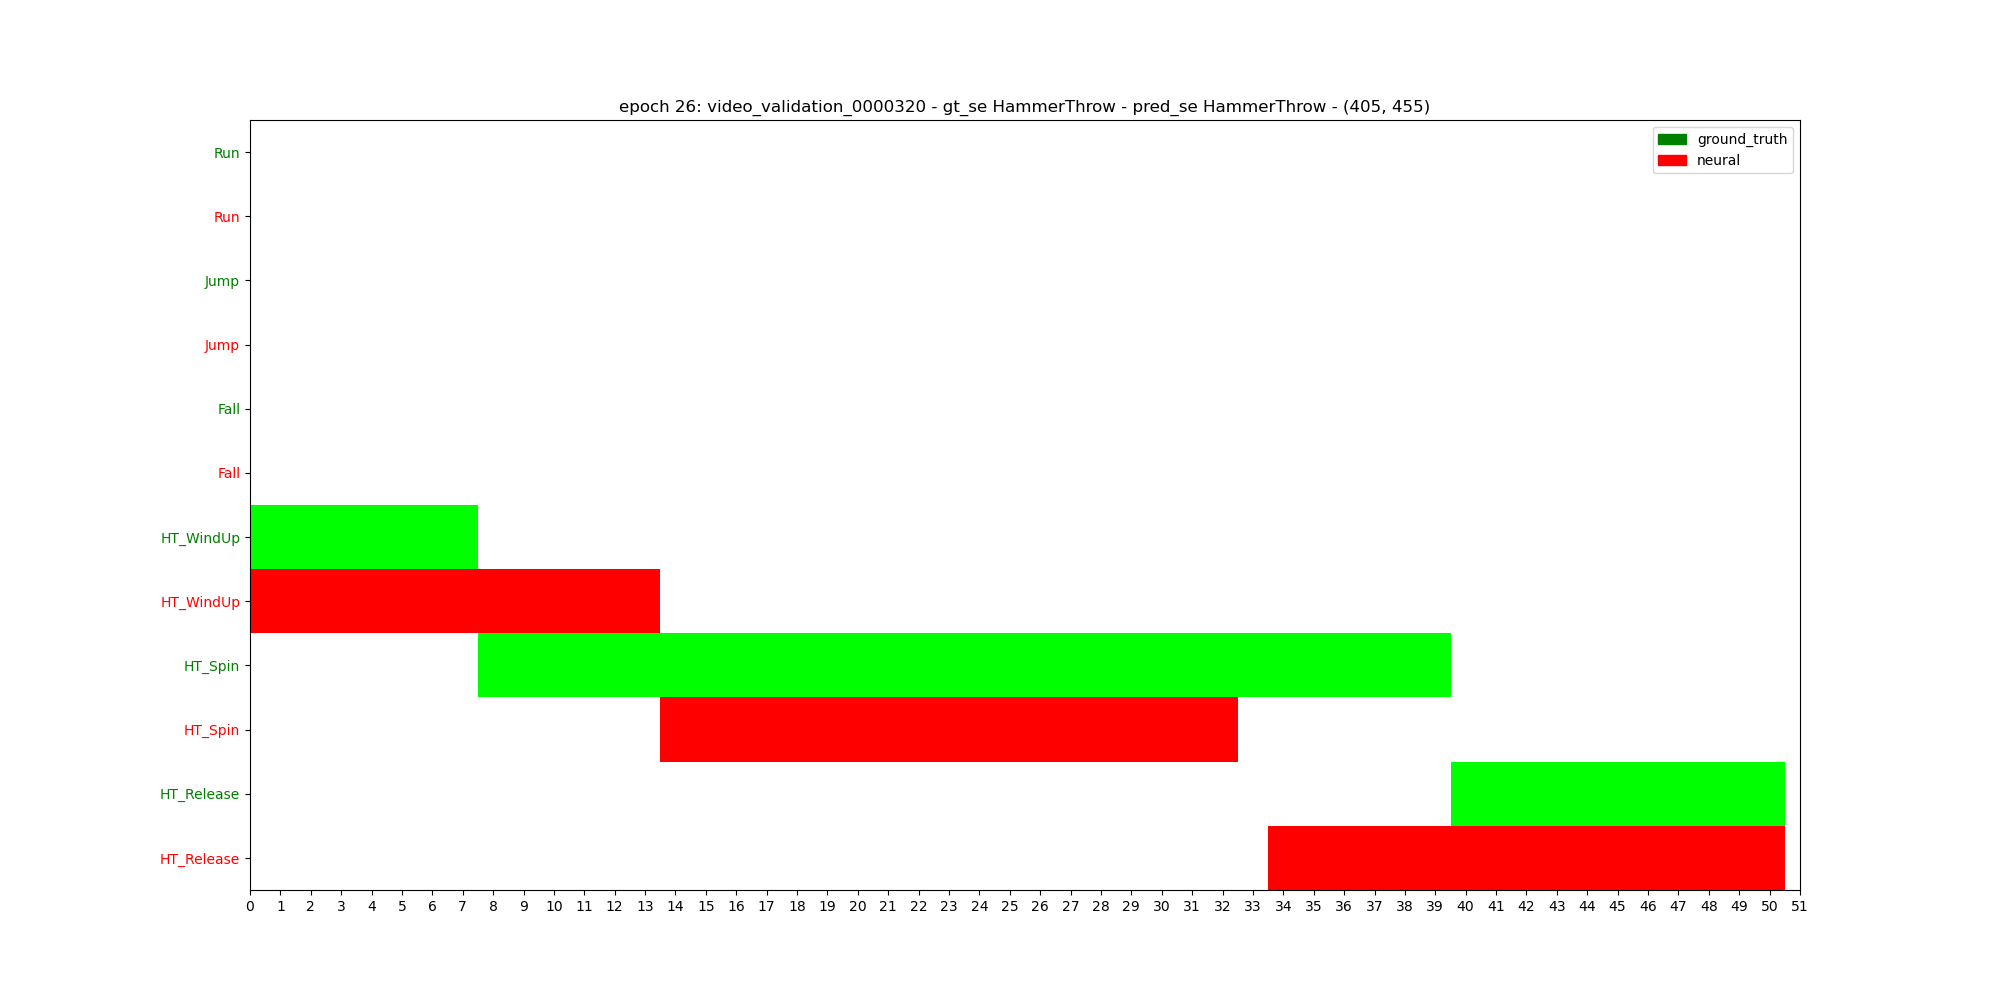 epoch 26: video_validation_0000320 - gt_se HammerThrow - pred_se HammerThrow - (405, 455)
ground_truth
neural
Run
Run
Jump
Jump
Fall
Fall
HT_WindUp
HT_WindUp
HT_Spin
HT_Spin
HT_Release
HT_Release
0 1 2 3 4 5 6 7 8 9 10 11 12 13 14 15 16 17 18 19 20 21 22 23 24 25 26 27 28 29 30 31 32 33 34 35 36 37 38 39 40 41 42 43 44 45 46 47 48 49 50 51